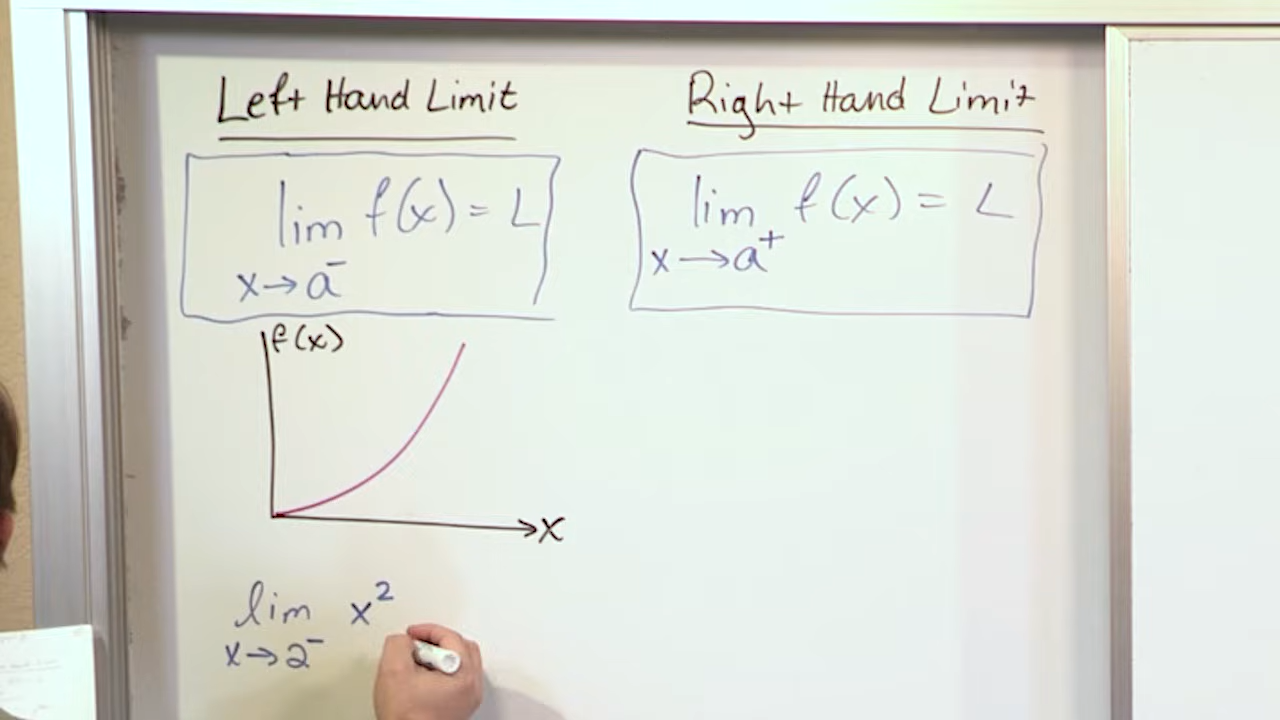 Left Hand Limit
lim f(x) = L
x → a⁻
f(x)
x
lim x²
x → 2⁻
Right Hand Limit
lim f(x) = L
x → a⁺